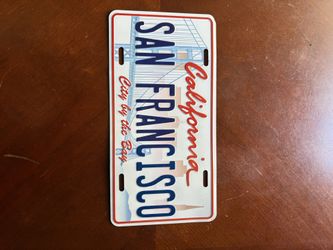 California
SAN FRANCISCO
City by the Bay